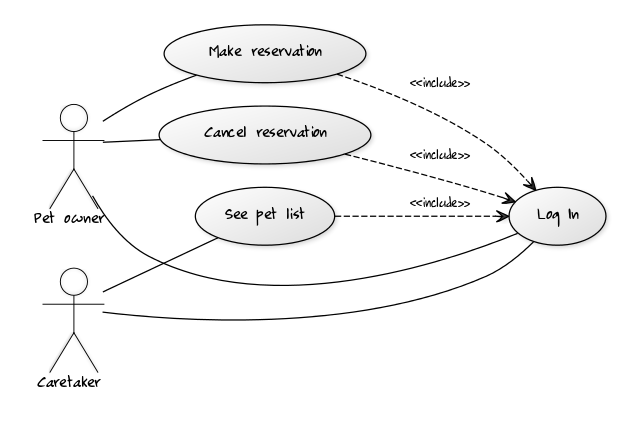 Make reservation
<<include>>
Cancel reservation
<<include>>
See pet list
<<include>>
Log In
Pet owner
Caretaker